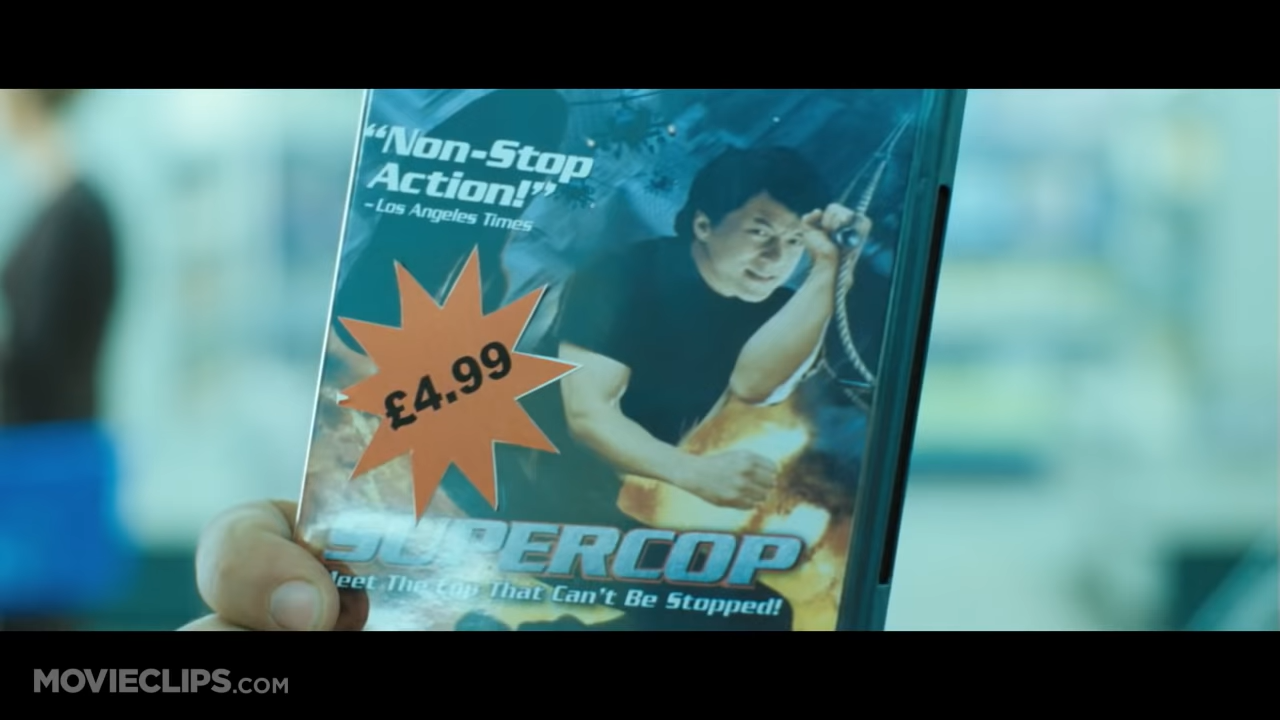 “Non-Stop
Action!”
-Los Angeles Times
£4.99
SUPERCOP
Meet The Cop That Can't Be Stopped!
MOVIECLIPS.COM